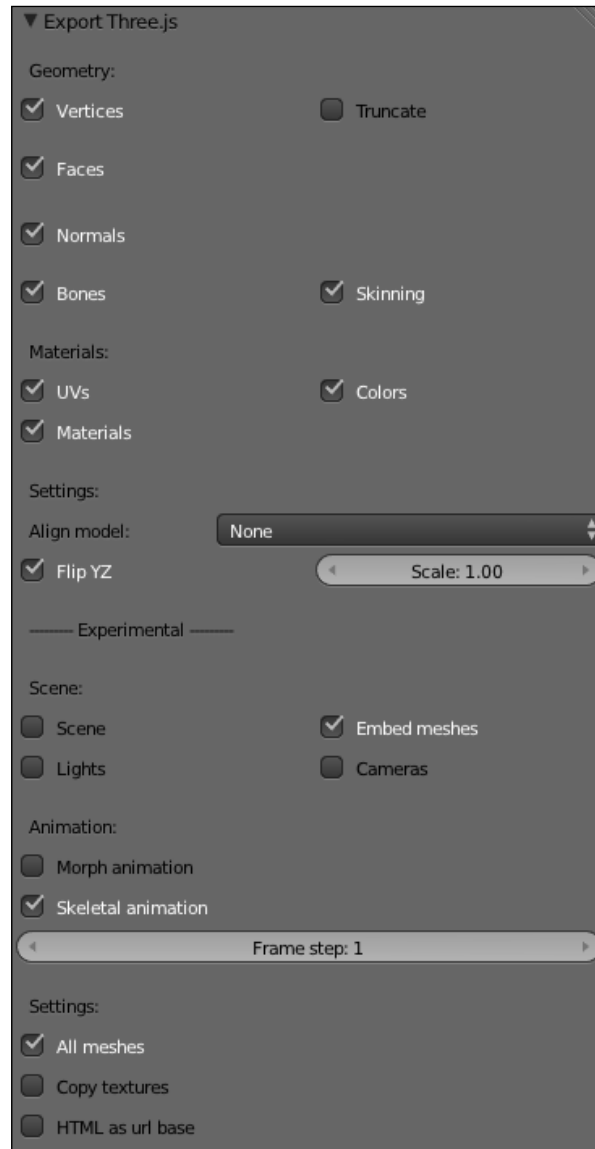 Export Three.js
Geometry:
Vertices Truncate
Faces
Normals
Bones Skinning
Materials:
UVs Colors
Materials
Settings:
Align model: None
Flip YZ Scale: 1.00
-------- Experimental --------
Scene:
Scene Embed meshes
Lights Cameras
Animation:
Morph animation
Skeletal animation
Frame step: 1
Settings:
All meshes
Copy textures
HTML as url base